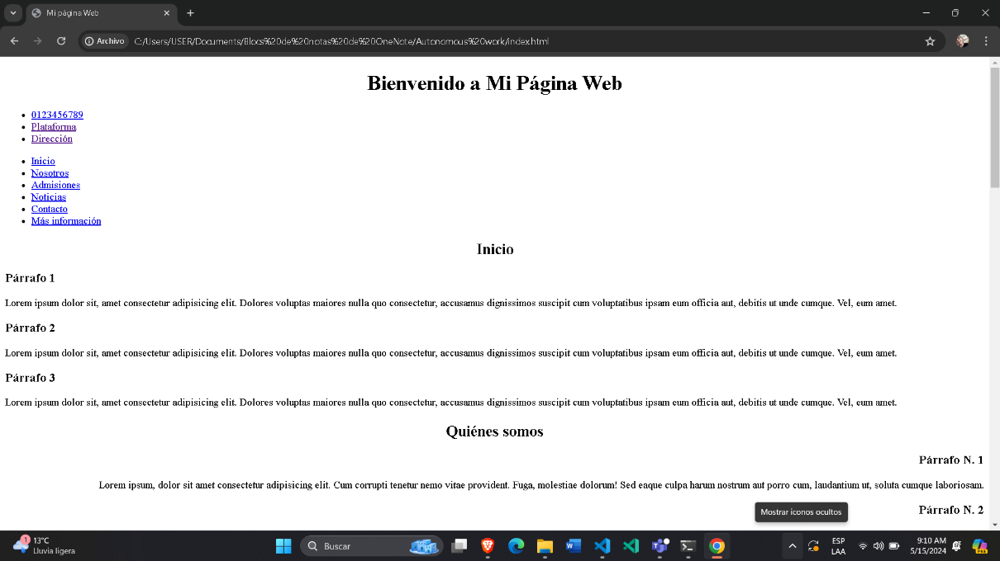 Mi página Web
Archivo
C:/Users/USER/Documents/Blocs%20de%20notas%20de%20OneNote/Autonomous%20work/index.html
Bienvenido a Mi Página Web
0123456789
Plataforma
Dirección
Inicio
Nosotros
Admisiones
Noticias
Contacto
Más información
Inicio
Párrafo 1
Lorem ipsum dolor sit, amet consectetur adipisicing elit. Dolores voluptas maiores nulla quo consectetur, accusamus dignissimos suscipit cum voluptatibus ipsam eum officia aut, debitis ut unde cumque. Vel, eum amet.
Párrafo 2
Lorem ipsum dolor sit, amet consectetur adipisicing elit. Dolores voluptas maiores nulla quo consectetur, accusamus dignissimos suscipit cum voluptatibus ipsam eum officia aut, debitis ut unde cumque. Vel, eum amet.
Párrafo 3
Lorem ipsum dolor sit, amet consectetur adipisicing elit. Dolores voluptas maiores nulla quo consectetur, accusamus dignissimos suscipit cum voluptatibus ipsam eum officia aut, debitis ut unde cumque. Vel, eum amet.
Quiénes somos
Párrafo N. 1
Lorem ipsum, dolor sit amet consectetur adipisicing elit. Cum corrupti tenetur nemo vitae provident. Fuga, molestiae dolorum! Sed eaque culpa harum nostrum aut porro cum, laudantium ut, soluta cumque laboriosam.
Párrafo N. 2
Mostrar iconos ocultos
1
13°C
Lluvia ligera
Buscar
ESP
LAA
9:10 AM
5/15/2024
PRE